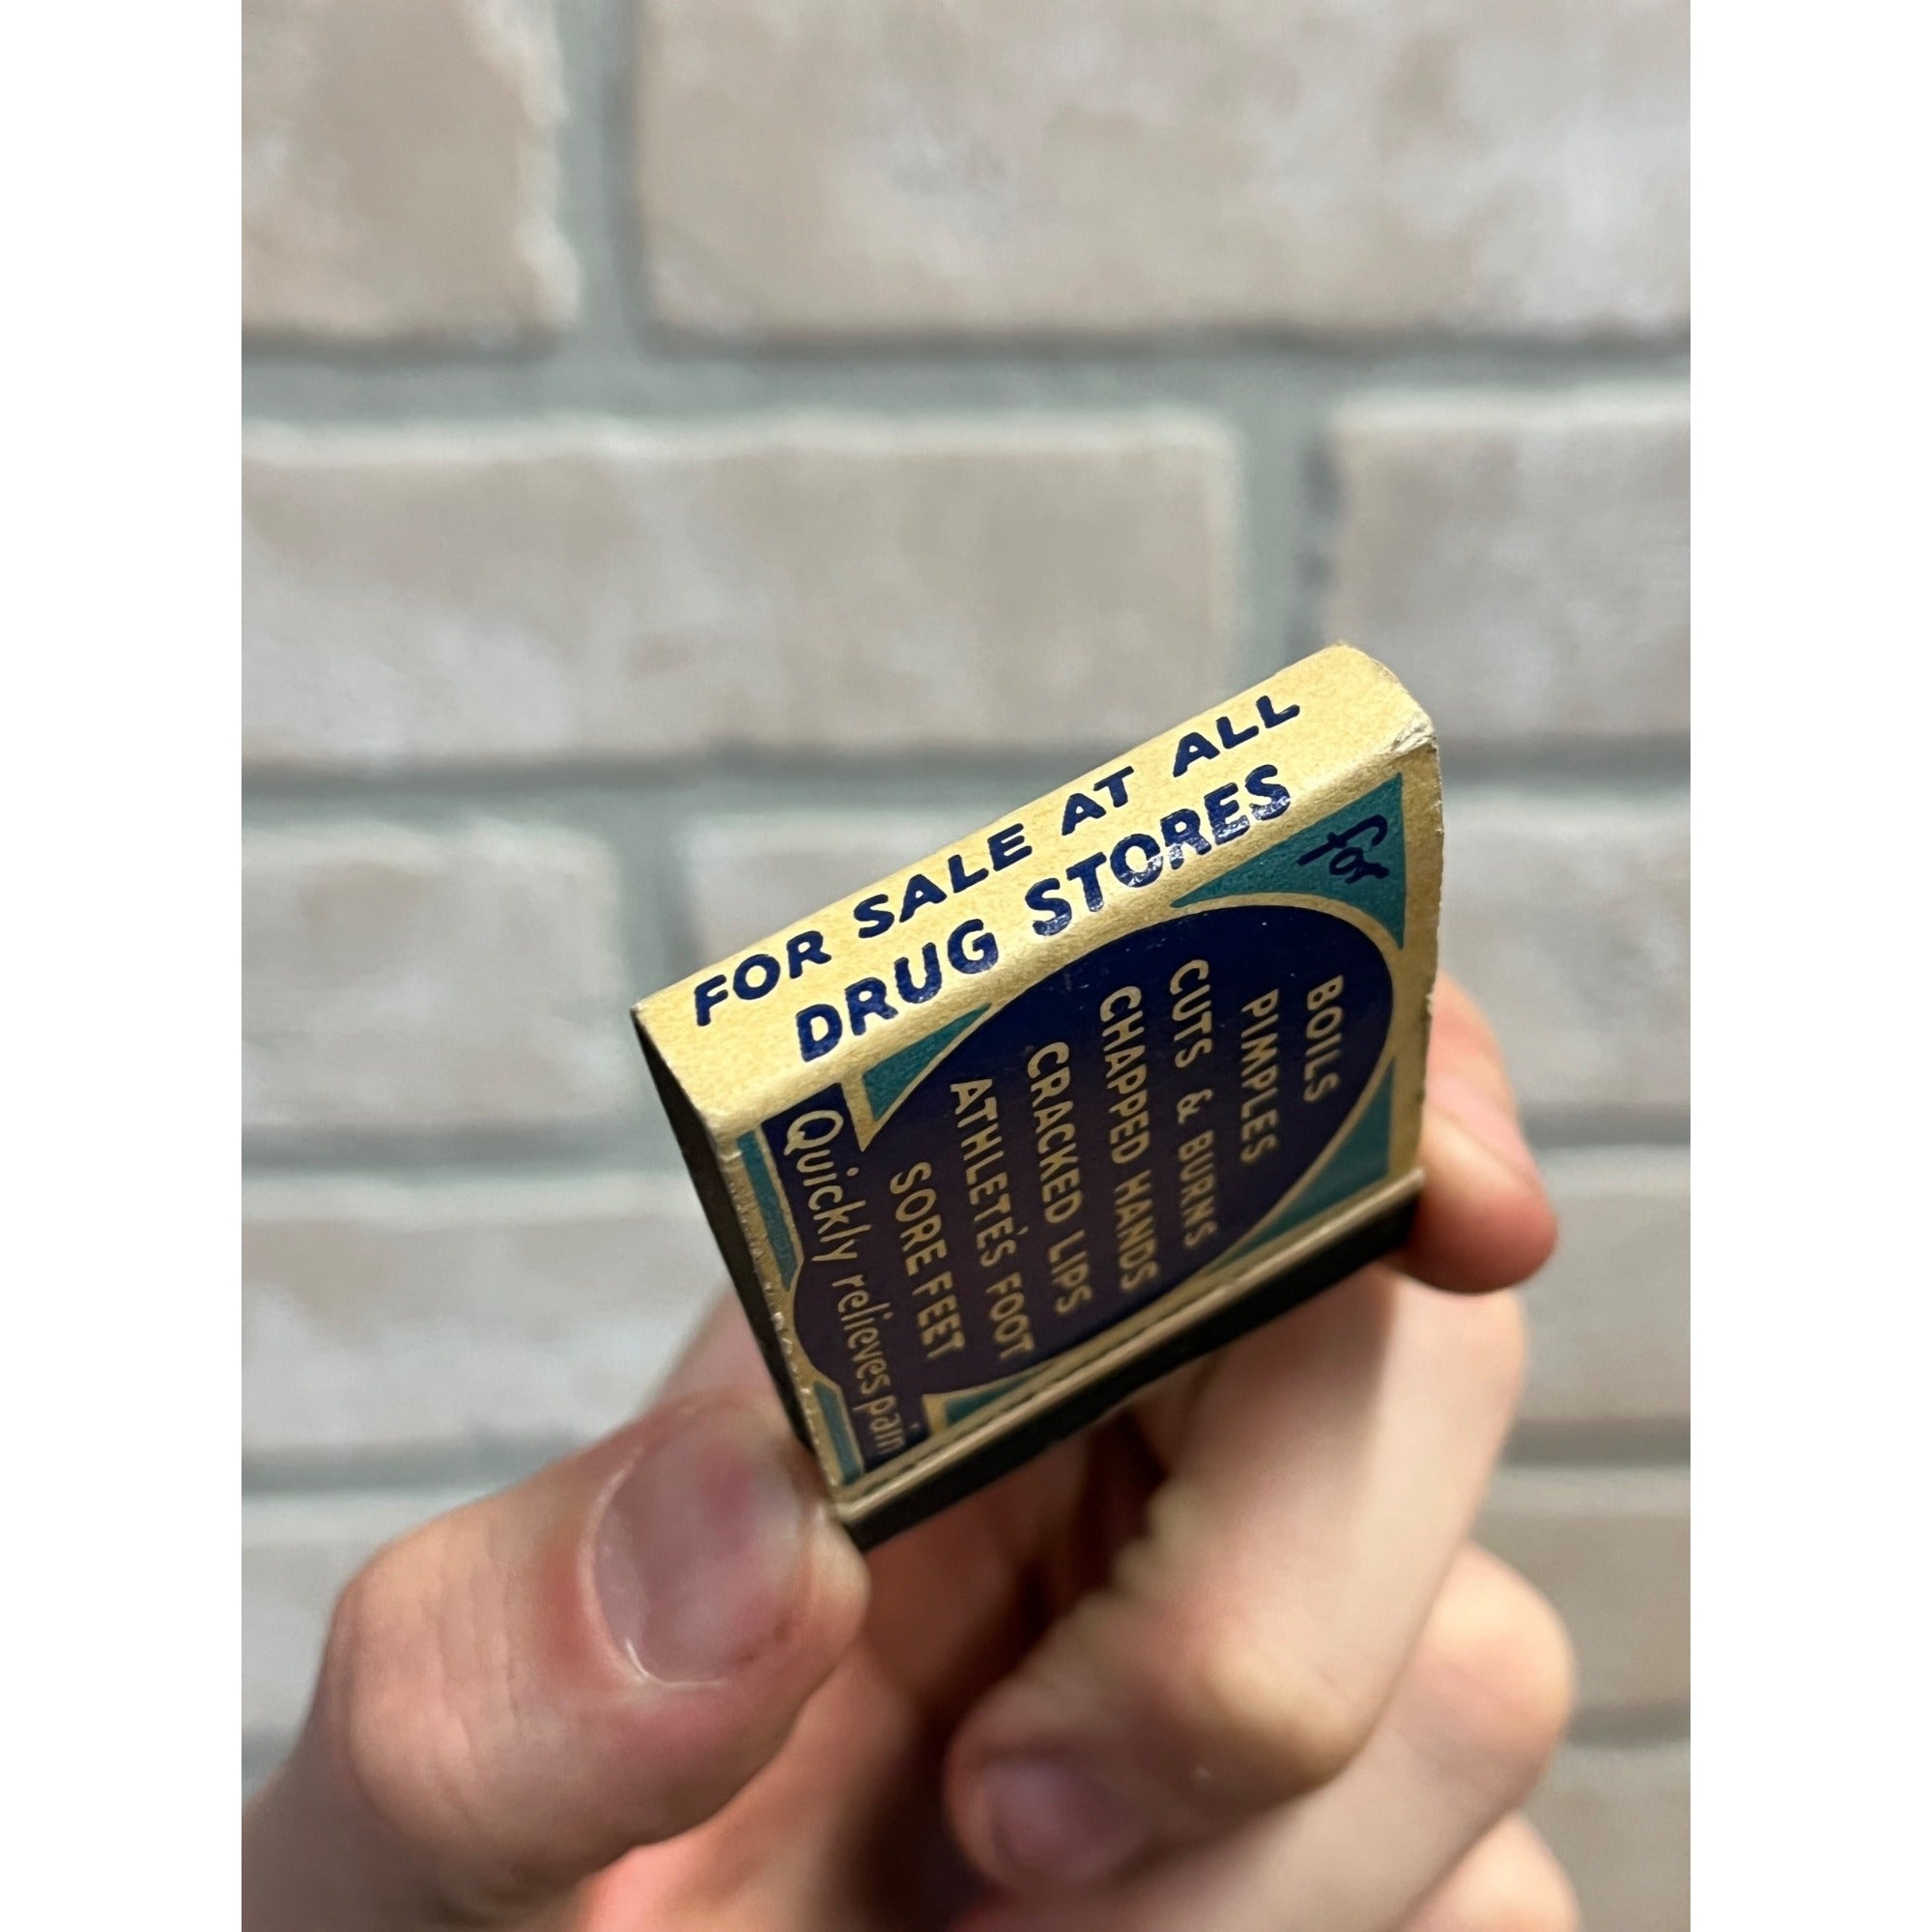 FOR SALE AT ALL
DRUG STORES
for
BOILS
PIMPLES
CUTS & BURNS
CHAPPED HANDS
CRACKED LIPS
ATHLETE'S FOOT
SORE FEET
Quickly relieves pain